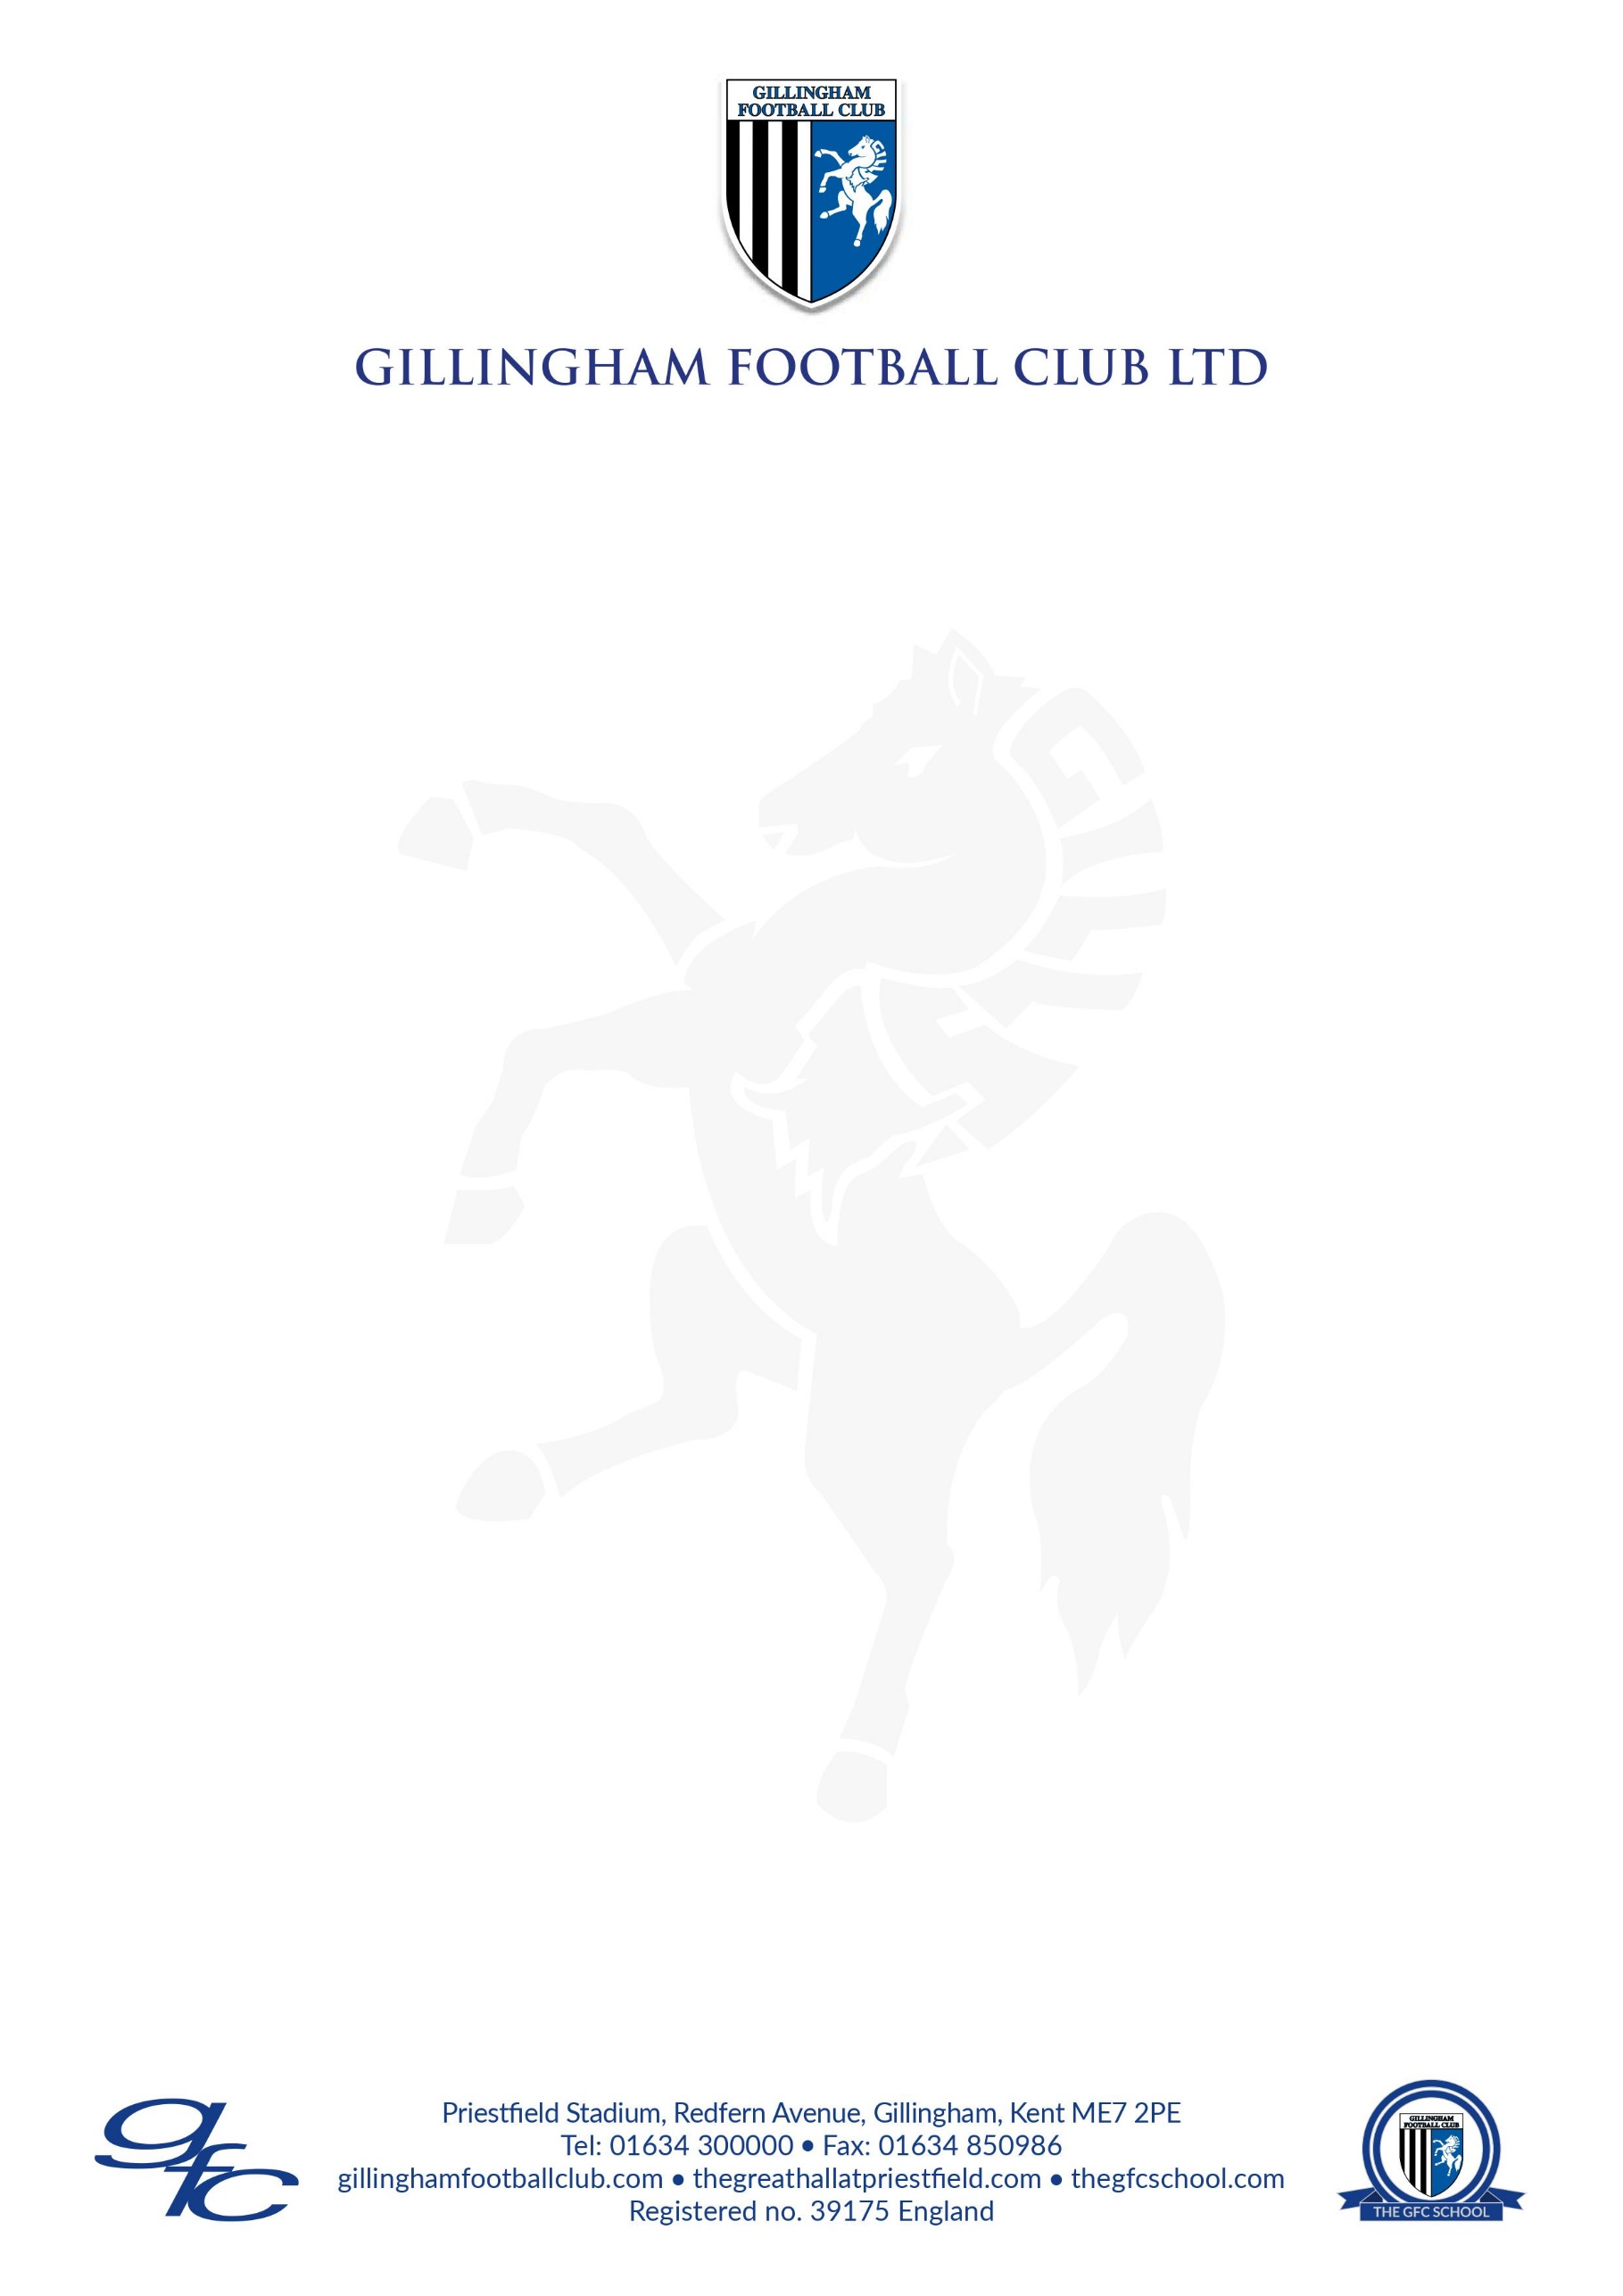 GILLINGHAM
FOOTBALL CLUB
GILLINGHAM FOOTBALL CLUB LTD
gfc
Priestfield Stadium, Redfern Avenue, Gillingham, Kent ME7 2PE
Tel: 01634 300000 • Fax: 01634 850986
gillinghamfootballclub.com • thegreathallatpriestfield.com • thegfcschool.com
Registered no. 39175 England
GILLINGHAM
FOOTBALL CLUB
THE GFC SCHOOL